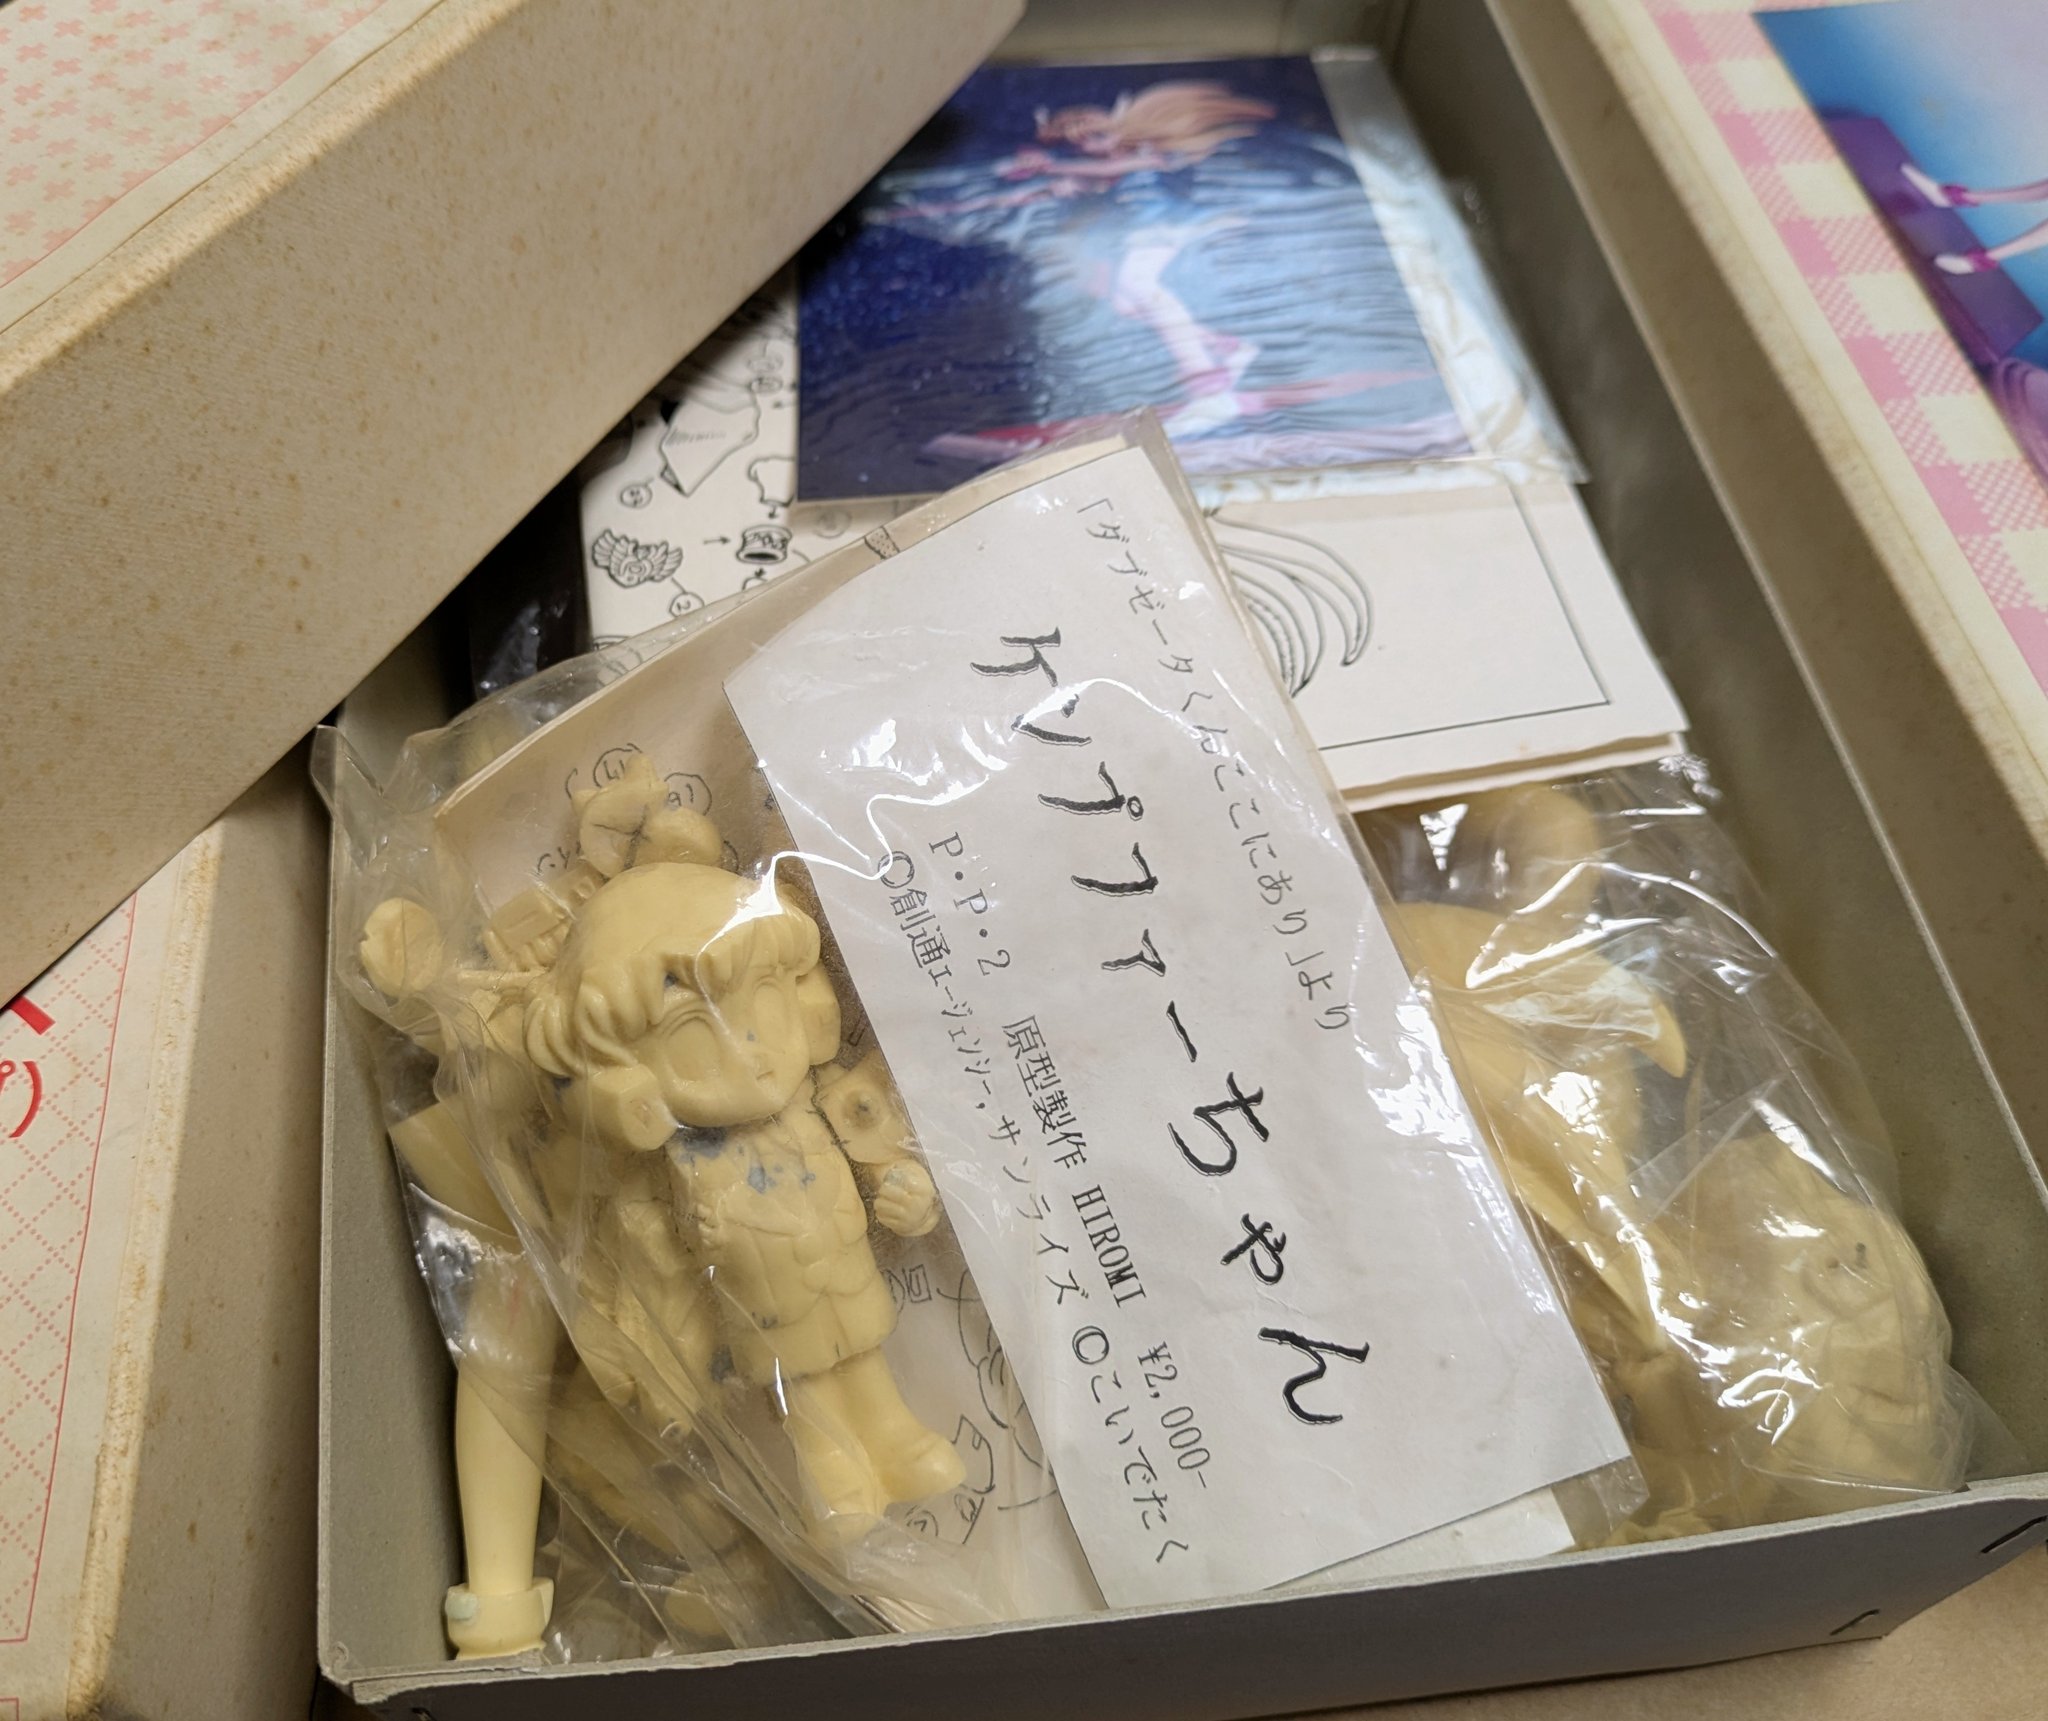 「ダブゼータくんここにあり」より
ケンプファーちゃん
P.P.2 原型製作 HIROMI ¥2,000-
©創通エージェンシー,サンライズ ©こいでたく